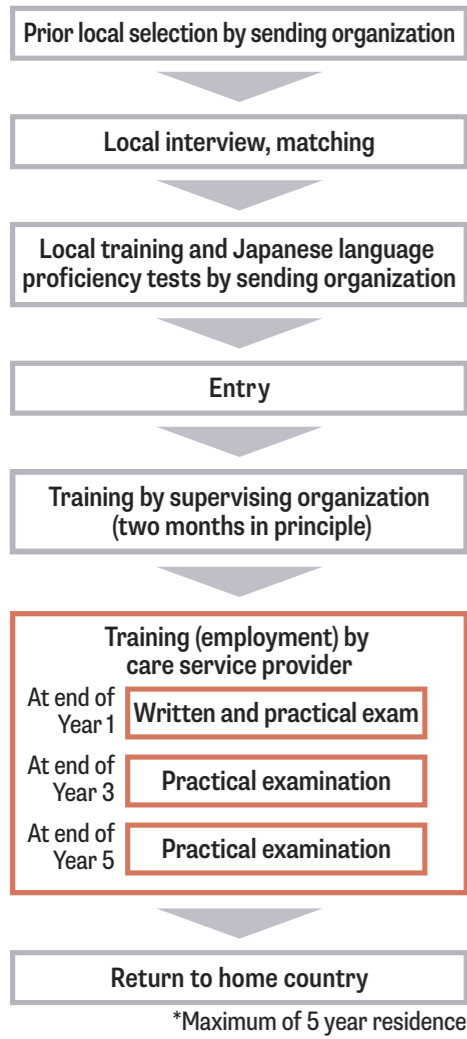 Prior local selection by sending organization
Local interview, matching
Local training and Japanese language
proficiency tests by sending organization
Entry
Training by supervising organization
(two months in principle)
Training (employment) by
care service provider
At end of
Year 1
Written and practical exam
At end of
Year 3
Practical examination
At end of
Year 5
Practical examination
Return to home country
*Maximum of 5 year residence